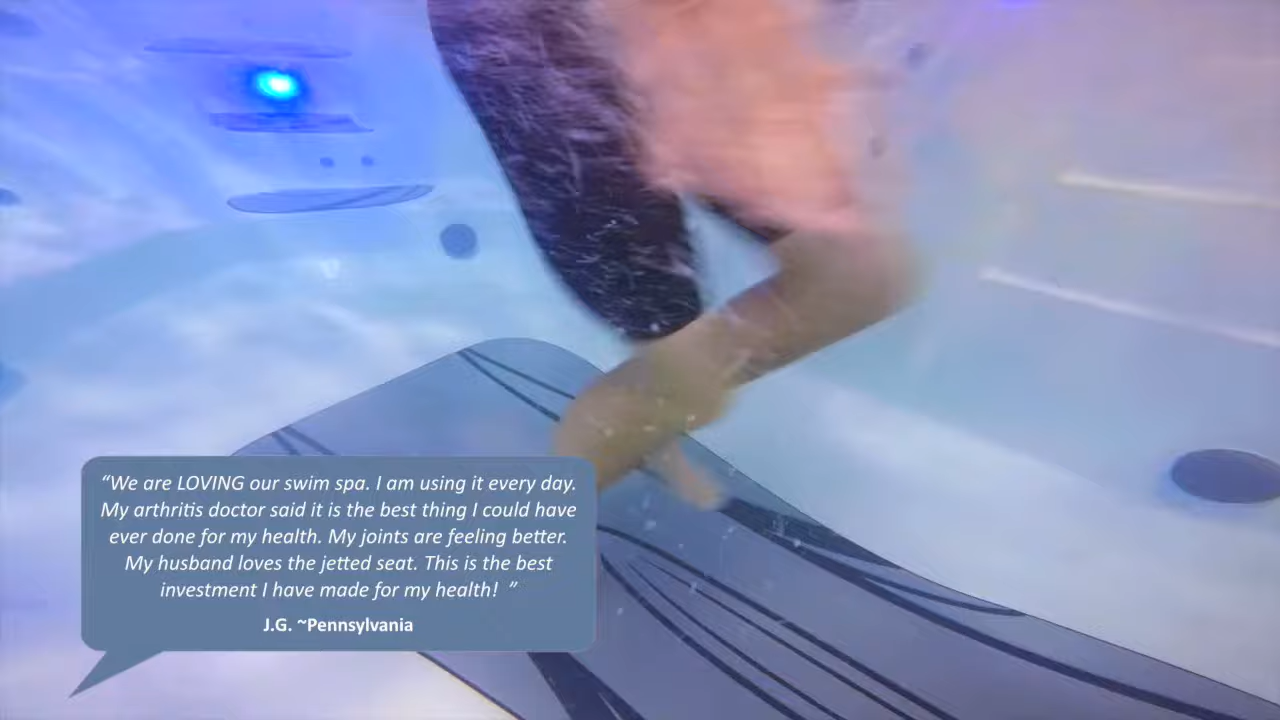 “We are LOVING our swim spa. I am using it every day.
My arthritis doctor said it is the best thing I could have
ever done for my health. My joints are feeling better.
My husband loves the jetted seat. This is the best
investment I have made for my health!  ”
J.G. ~Pennsylvania